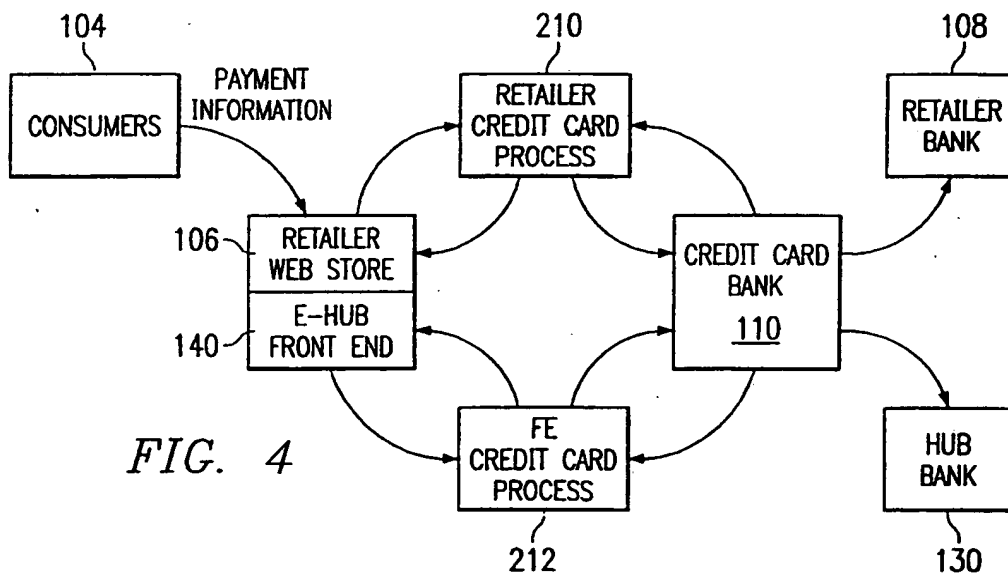 104
CONSUMERS
PAYMENT
INFORMATION
210
RETAILER
CREDIT CARD
PROCESS
108
RETAILER
BANK
106
RETAILER
WEB STORE
140
E-HUB
FRONT END
CREDIT CARD
BANK
110
FIG. 4
FE
CREDIT CARD
PROCESS
212
HUB
BANK
130